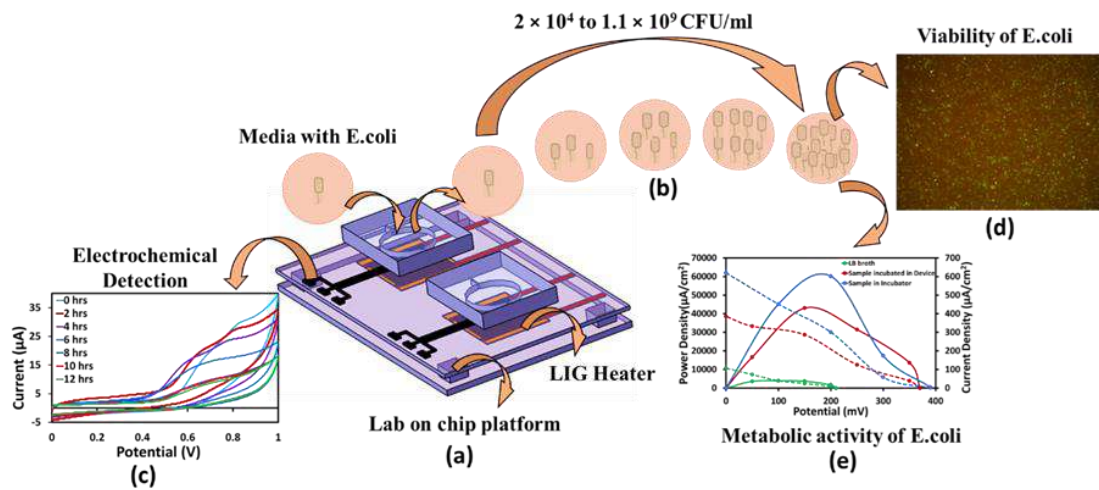 2 × 10⁴ to 1.1 × 10⁹ CFU/ml
Viability of E.coli
Media with E.coli
(b)
(d)
Electrochemical
Detection
35
25
15
5
-5
Current (µA)
0 hrs
2 hrs
4 hrs
6 hrs
8 hrs
10 hrs
12 hrs
0
0.2
0.4
0.6
0.8
1
Potential (V)
(c)
LIG Heater
Lab on chip platform
(a)
70000
60000
50000
40000
30000
20000
10000
0
Power Density(µA/cm²)
LB broth
Sample incubated in Device
Sample in Incubator
700
600
500
400
300
200
100
0
Current Density (µA/cm²)
0
100
200
300
400
Potential (mV)
Metabolic activity of E.coli
(e)